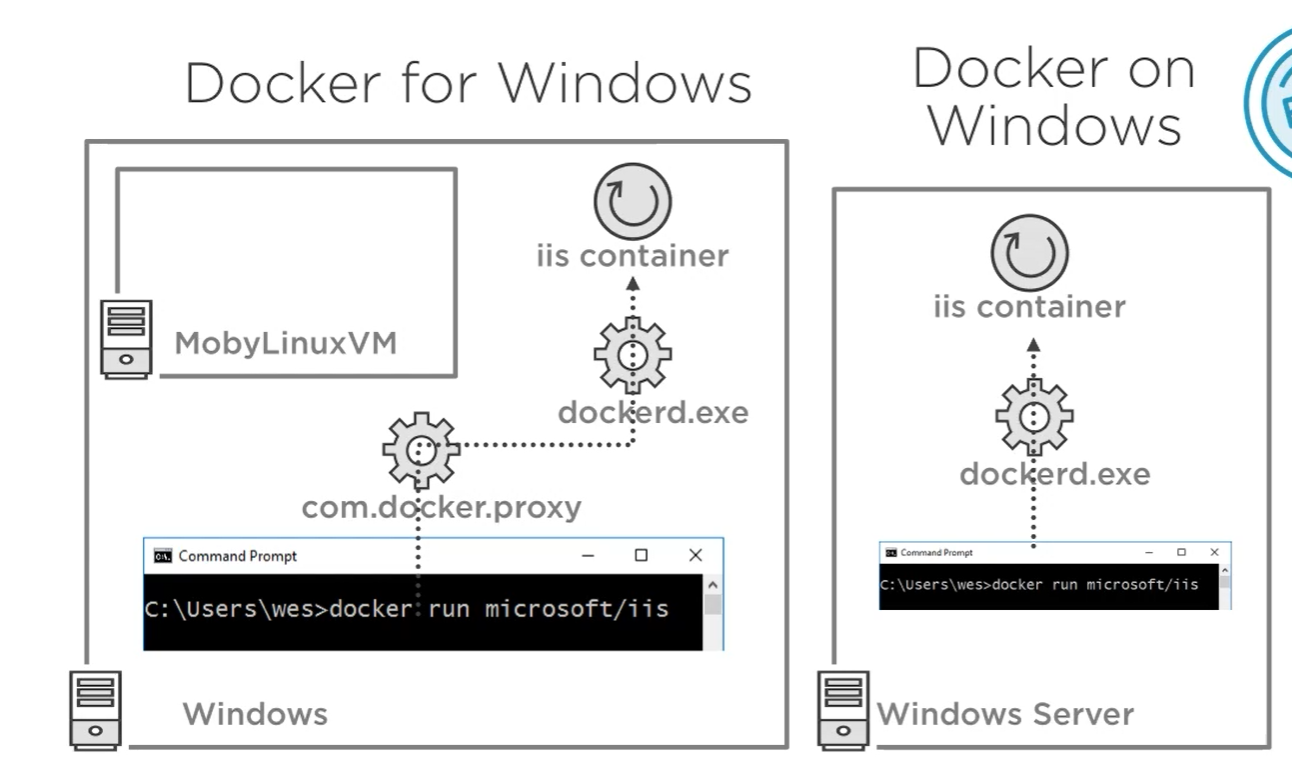 Docker for Windows
iis container
MobyLinuxVM
dockerd.exe
com.docker.proxy
Command Prompt
C:\Users\wes>docker run microsoft/iis
Windows
Docker on
Windows
iis container
dockerd.exe
Command Prompt
C:\Users\wes>docker run microsoft/iis
Windows Server